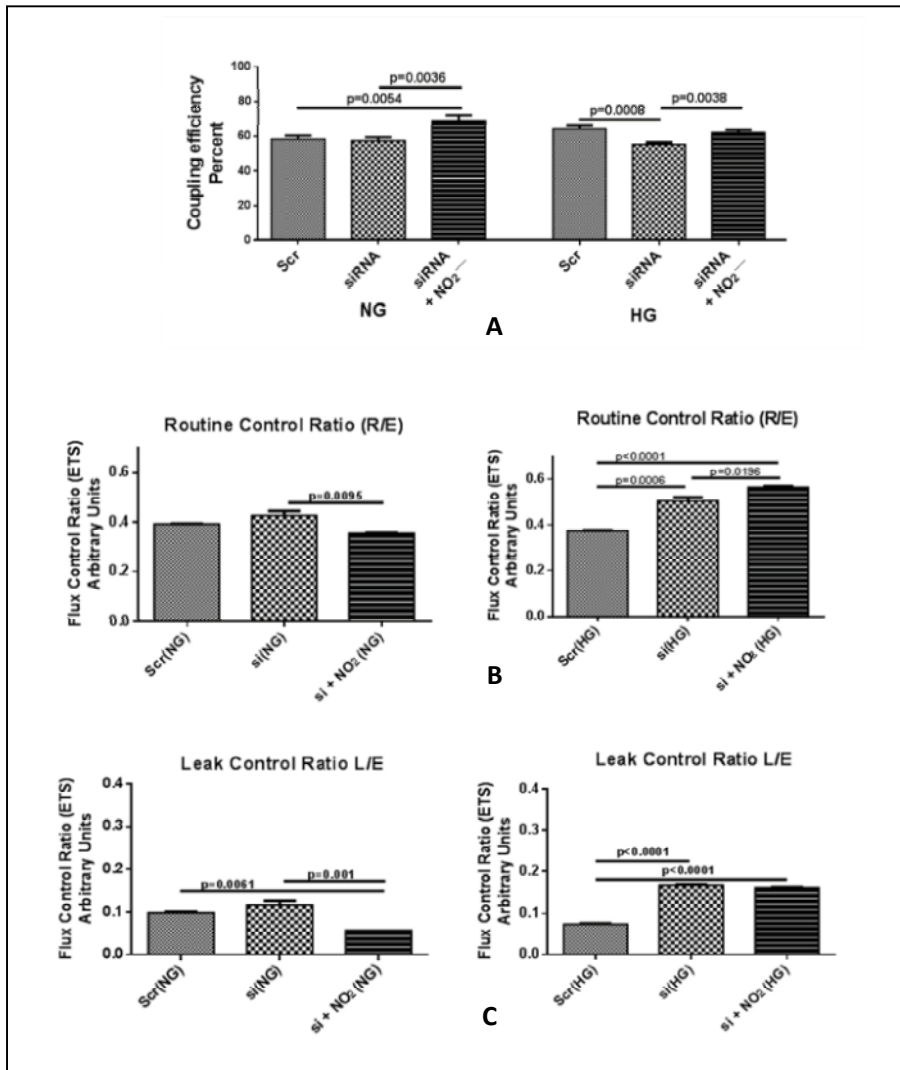 100
80
60
40
20
0
Coupling efficiency
Percent
p=0.0036
p=0.0054
p=0.0008
p=0.0038
Scr
siRNA
siRNA
+ NO₂—
Scr
siRNA
siRNA
+ NO₂—
NG
HG
A
Routine Control Ratio (R/E)
Flux Control Ratio (ETS)
Arbitrary Units
0.6
0.4
0.2
0.0
p=0.0095
Scr(NG)
si(NG)
si + NO₂ (NG)
Routine Control Ratio (R/E)
Flux Control Ratio (ETS)
Arbitrary Units
0.6
0.4
0.2
0.0
p<0.0001
p=0.0006
p=0.0196
Scr(HG)
si(HG)
si + NO₂ (HG)
B
Leak Control Ratio L/E
Flux Control Ratio (ETS)
Arbitrary Units
0.4
0.3
0.2
0.1
0.0
p=0.0061
p=0.001
Scr(NG)
si(NG)
si + NO₂ (NG)
Leak Control Ratio L/E
Flux Control Ratio (ETS)
Arbitrary Units
0.4
0.3
0.2
0.1
0.0
p<0.0001
p<0.0001
Scr(HG)
si(HG)
si + NO₂ (HG)
C